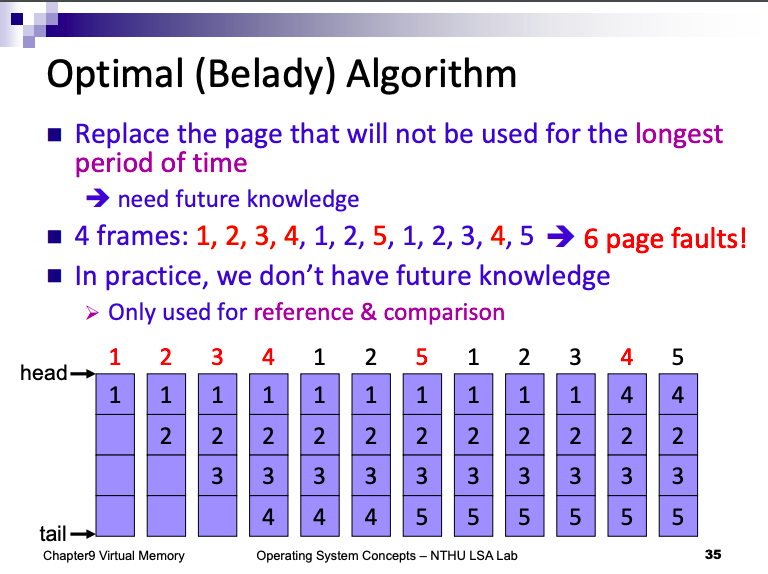 Optimal (Belady) Algorithm
Replace the page that will not be used for the longest
period of time
➔ need future knowledge
4 frames: 1, 2, 3, 4, 1, 2, 5, 1, 2, 3, 4, 5 ➔ 6 page faults!
In practice, we don’t have future knowledge
Only used for reference & comparison
1 2 3 4 1 2 5 1 2 3 4 5
head
1 1 1 1 1 1 1 1 1 1 4 4
2 2 2 2 2 2 2 2 2 2 2
3 3 3 3 3 3 3 3 3 3
4 4 4 5 5 5 5 5 5
tail
Chapter9 Virtual Memory Operating System Concepts – NTHU LSA Lab 35